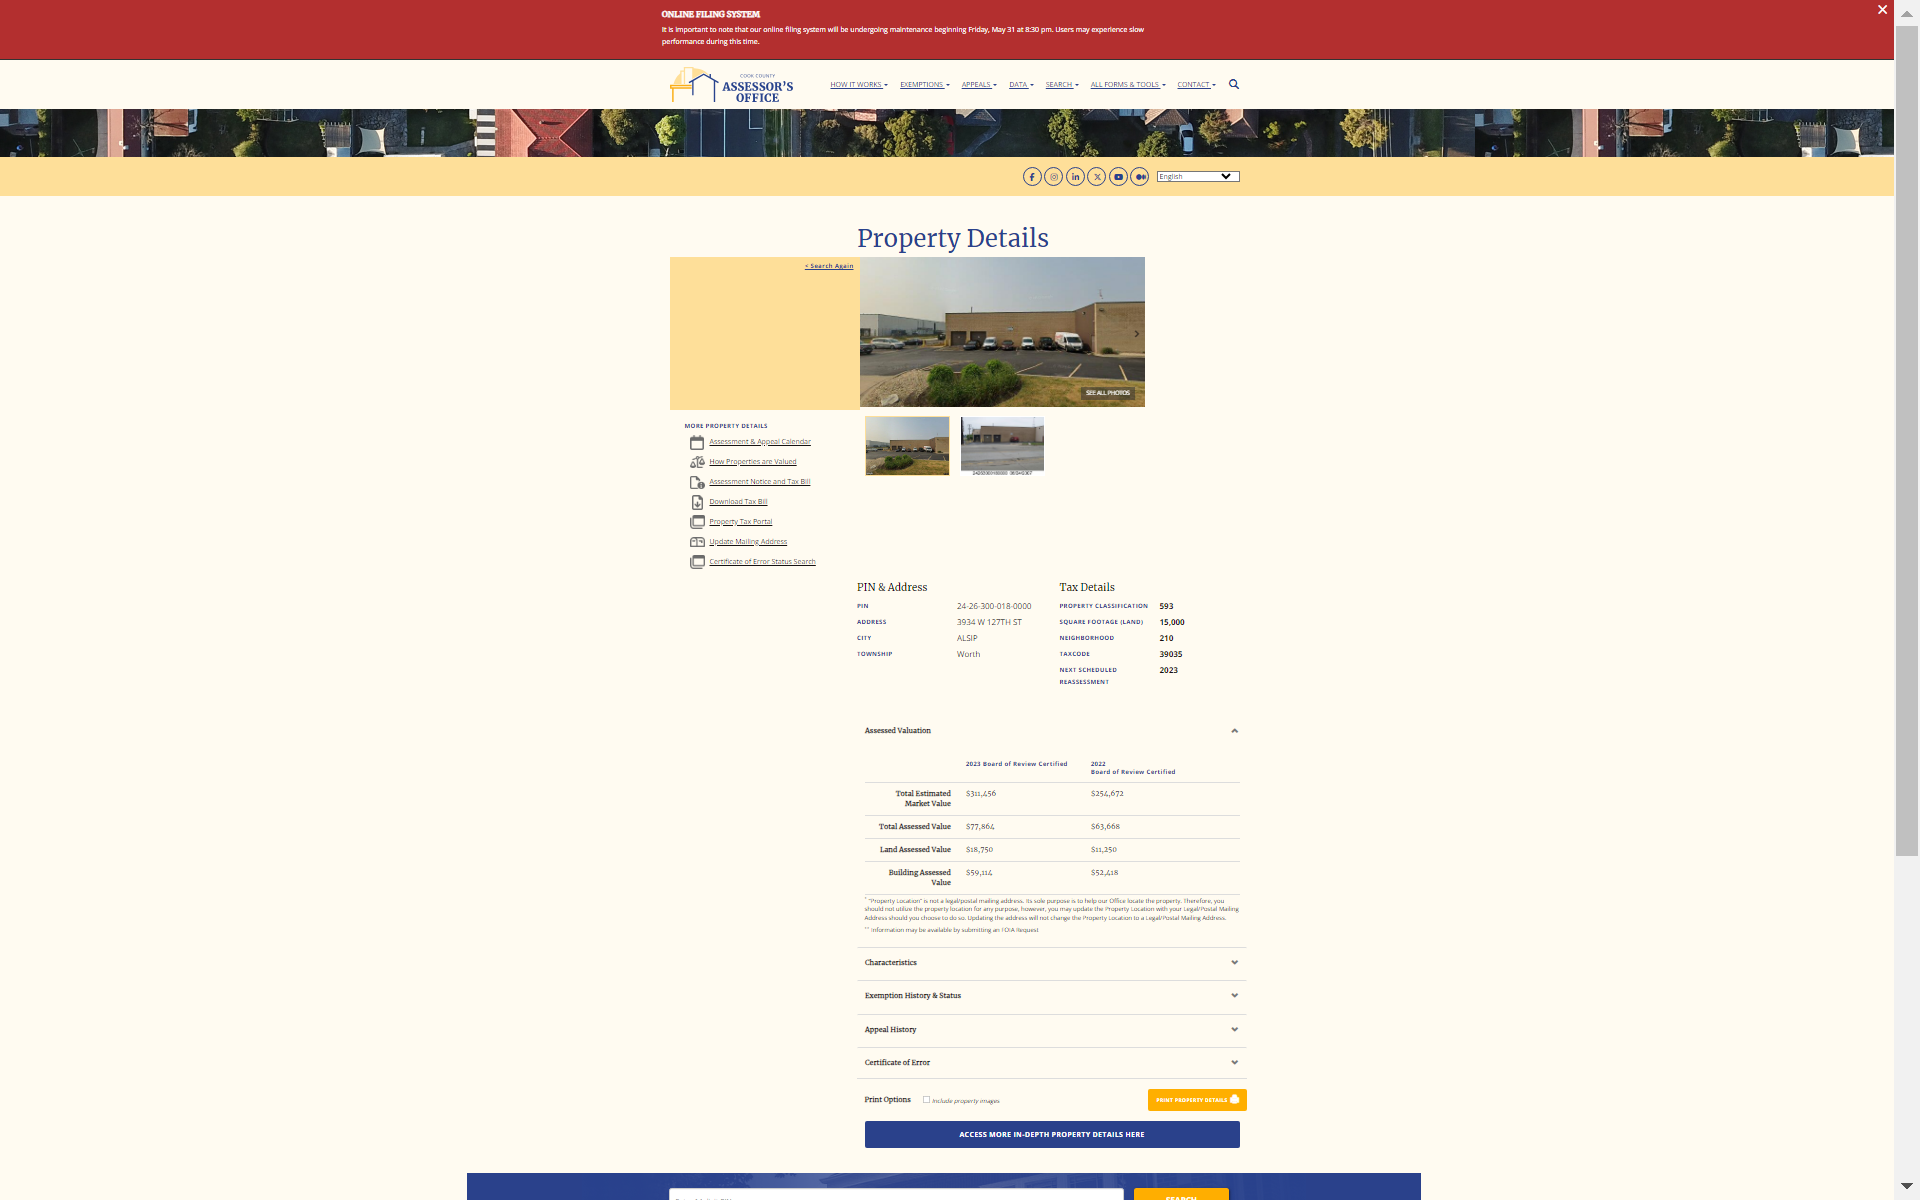 ONLINE FILING SYSTEM
It is important to note that our online filing system will be undergoing maintenance beginning Friday, May 31 at 8:30 pm. Users may experience slow
performance during this time.
COOK COUNTY
ASSESSOR'S
OFFICE
HOW IT WORKS
EXEMPTIONS
APPEALS
DATA
SEARCH
ALL FORMS & TOOLS
CONTACT
English
Property Details
< Search Again
SEE ALL PHOTOS
MORE PROPERTY DETAILS
Assessment & Appeal Calendar
How Properties are Valued
Assessment Notice and Tax Bill
Download Tax Bill
Property Tax Portal
Update Mailing Address
Certificate of Error Status Search
PIN & Address
PIN 24-26-300-018-0000
ADDRESS 3934 W 127TH ST
CITY ALSIP
TOWNSHIP Worth
Tax Details
PROPERTY CLASSIFICATION 593
SQUARE FOOTAGE (LAND) 15,000
NEIGHBORHOOD 210
TAXCODE 39035
NEXT SCHEDULED 2023
REASSESSMENT
Assessed Valuation
2023 Board of Review Certified 2022
Board of Review Certified
Total Estimated $311,456 $254,672
Market Value
Total Assessed Value $77,864 $63,668
Land Assessed Value $18,750 $11,250
Building Assessed $59,114 $52,418
Value
* "Property Location" is not a legal/postal mailing address. Its sole purpose is to help our Office locate the property. Therefore, you
should not utilize the property location for any purpose, however, you may update the Property Location with your Legal/Postal Mailing
Address should you choose to do so. Updating the address will not change the Property Location to a Legal/Postal Mailing Address.
** Information may be available by submitting an FOIA Request
Characteristics
Exemption History & Status
Appeal History
Certificate of Error
Print Options
Include property images
PRINT PROPERTY DETAILS
ACCESS MORE IN-DEPTH PROPERTY DETAILS HERE
SEARCH